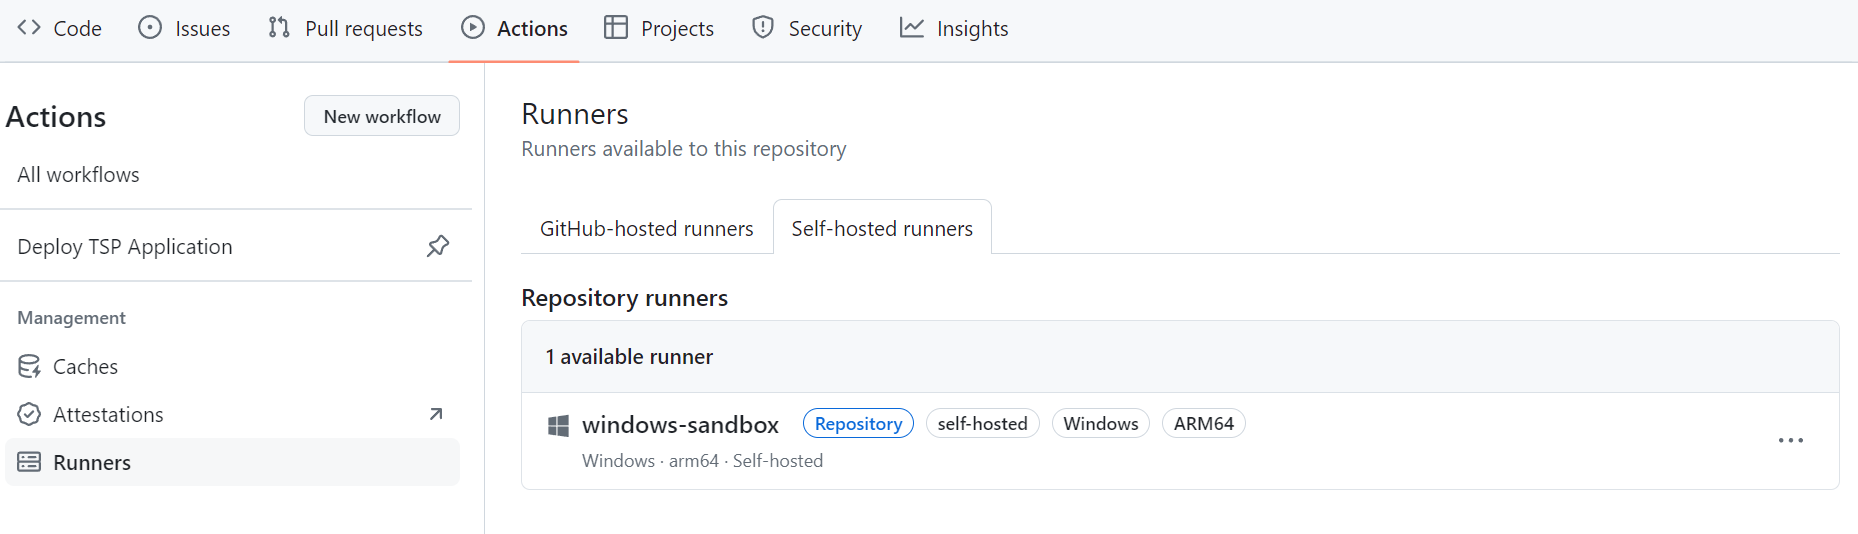 Code Issues Pull requests Actions Projects Security Insights
Actions
New workflow
All workflows
Deploy TSP Application
Management
Caches
Attestations
Runners
Runners
Runners available to this repository
GitHub-hosted runners
Self-hosted runners
Repository runners
1 available runner
windows-sandbox Repository self-hosted Windows ARM64
Windows · arm64 · Self-hosted